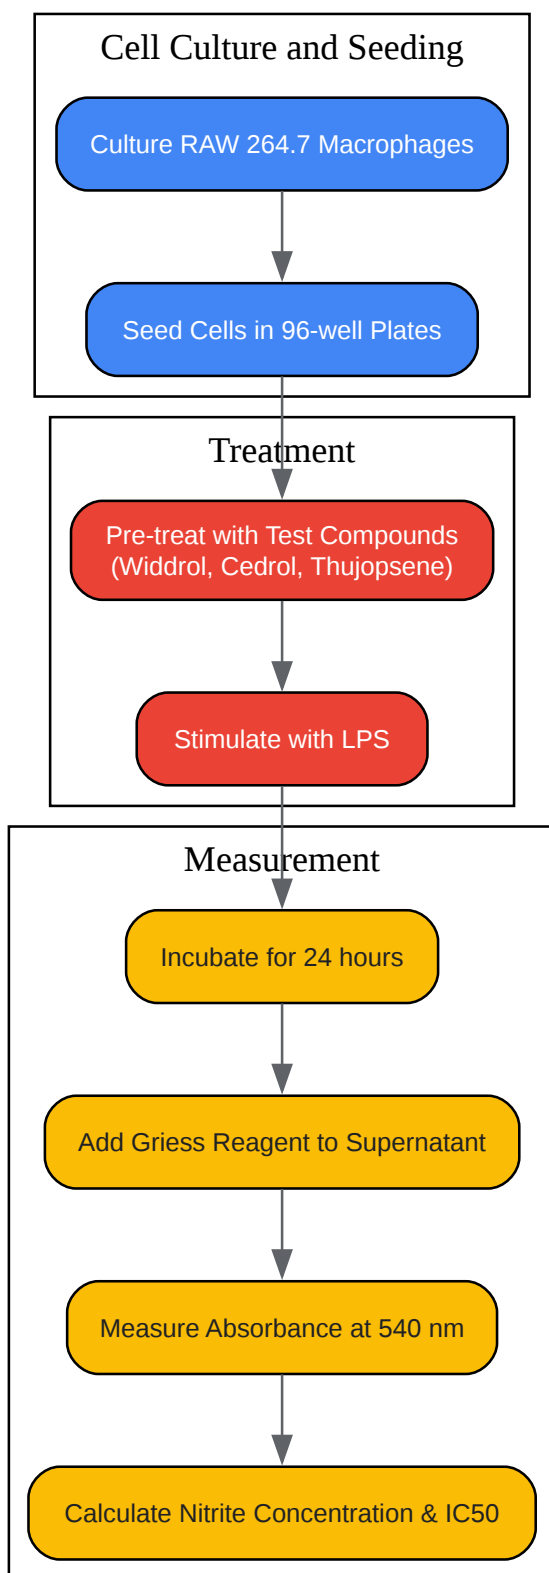 Cell Culture and Seeding
Culture RAW 264.7 Macrophages
Seed Cells in 96-well Plates
Treatment
Pre-treat with Test Compounds
(Widdrol, Cedrol, Thujopsene)
Stimulate with LPS
Measurement
Incubate for 24 hours
Add Griess Reagent to Supernatant
Measure Absorbance at 540 nm
Calculate Nitrite Concentration & IC50